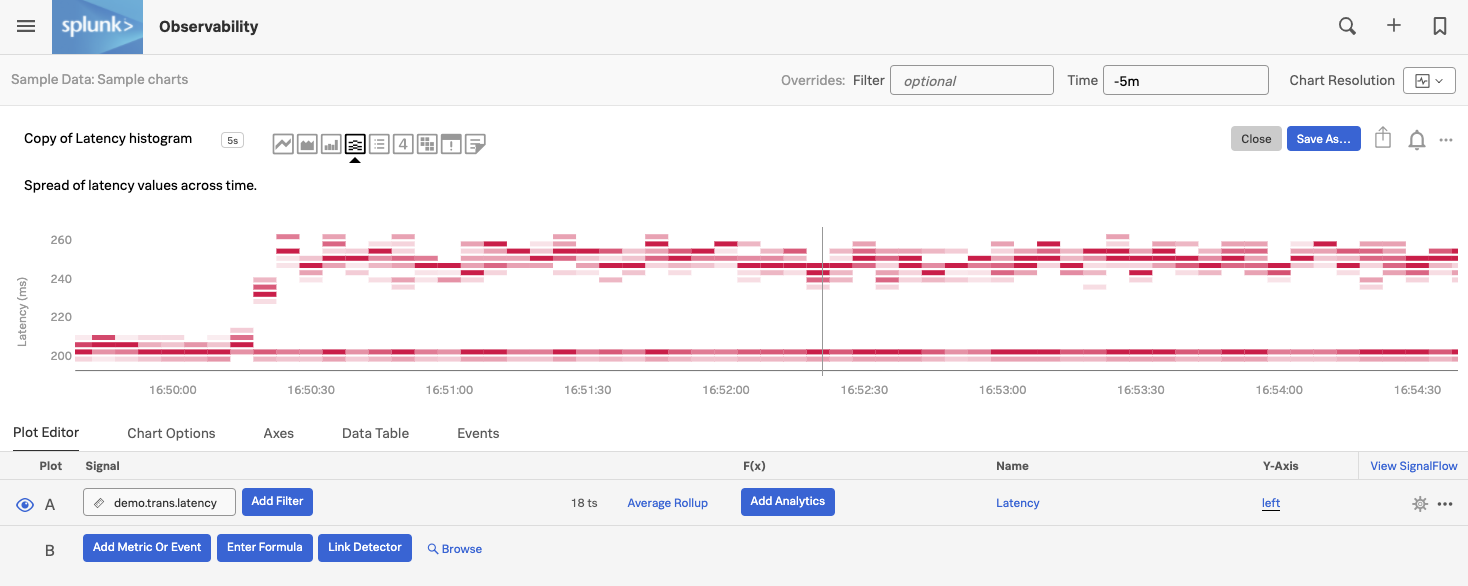 splunk> Observability
Sample Data: Sample charts Overrides: Filter optional Time -5m Chart Resolution
Copy of Latency histogram 5s 4 ! Close Save As... ...
Spread of latency values across time.
Latency (ms)
260
240
220
200
16:50:00 16:50:30 16:51:00 16:51:30 16:52:00 16:52:30 16:53:00 16:53:30 16:54:00 16:54:30
Plot Editor Chart Options Axes Data Table Events
Plot Signal F(x) Name Y-Axis View SignalFlow
A demo.trans.latency Add Filter 18 ts Average Rollup Add Analytics Latency left ...
B Add Metric Or Event Enter Formula Link Detector Browse